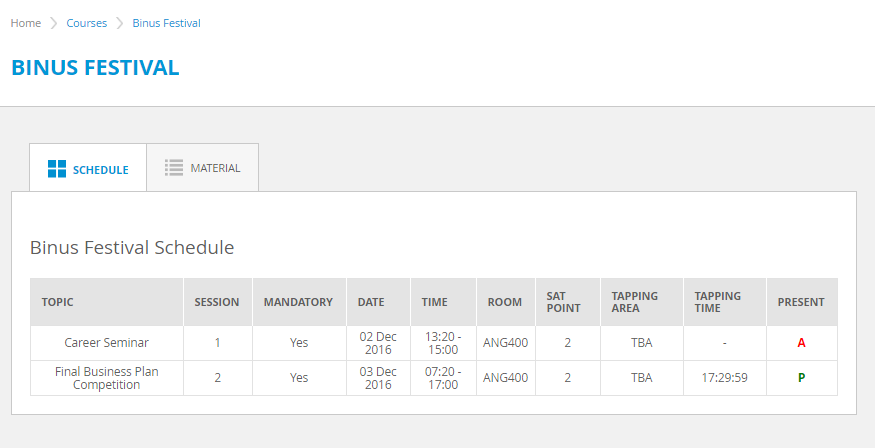 Home > Courses > Binus Festival
BINUS FESTIVAL
SCHEDULE MATERIAL
Binus Festival Schedule
TOPIC SESSION MANDATORY DATE TIME ROOM SAT POINT TAPPING AREA TAPPING TIME PRESENT
Career Seminar 1 Yes 02 Dec 2016 13:20 - 15:00 ANG400 2 TBA - A
Final Business Plan Competition 2 Yes 03 Dec 2016 07:20 - 17:00 ANG400 2 TBA 17:29:59 P